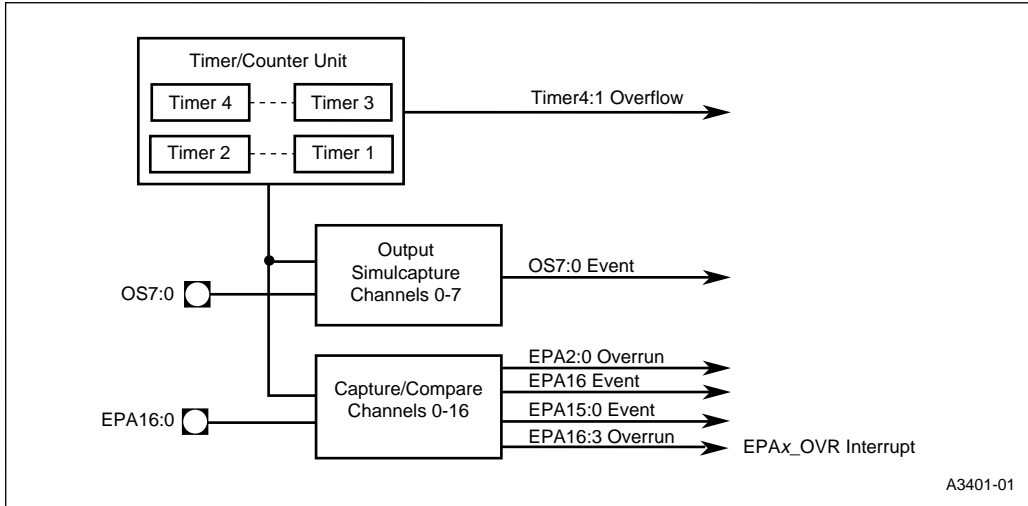 Timer/Counter Unit
Timer 4
Timer 3
Timer4:1 Overflow
Timer 2
Timer 1
Output
Simulcapture
Channels 0-7
OS7:0 Event
OS7:0
EPA2:0 Overrun
EPA16 Event
Capture/Compare
Channels 0-16
EPA15:0 Event
EPA16:0
EPA16:3 Overrun
EPAx_OVR Interrupt
A3401-01